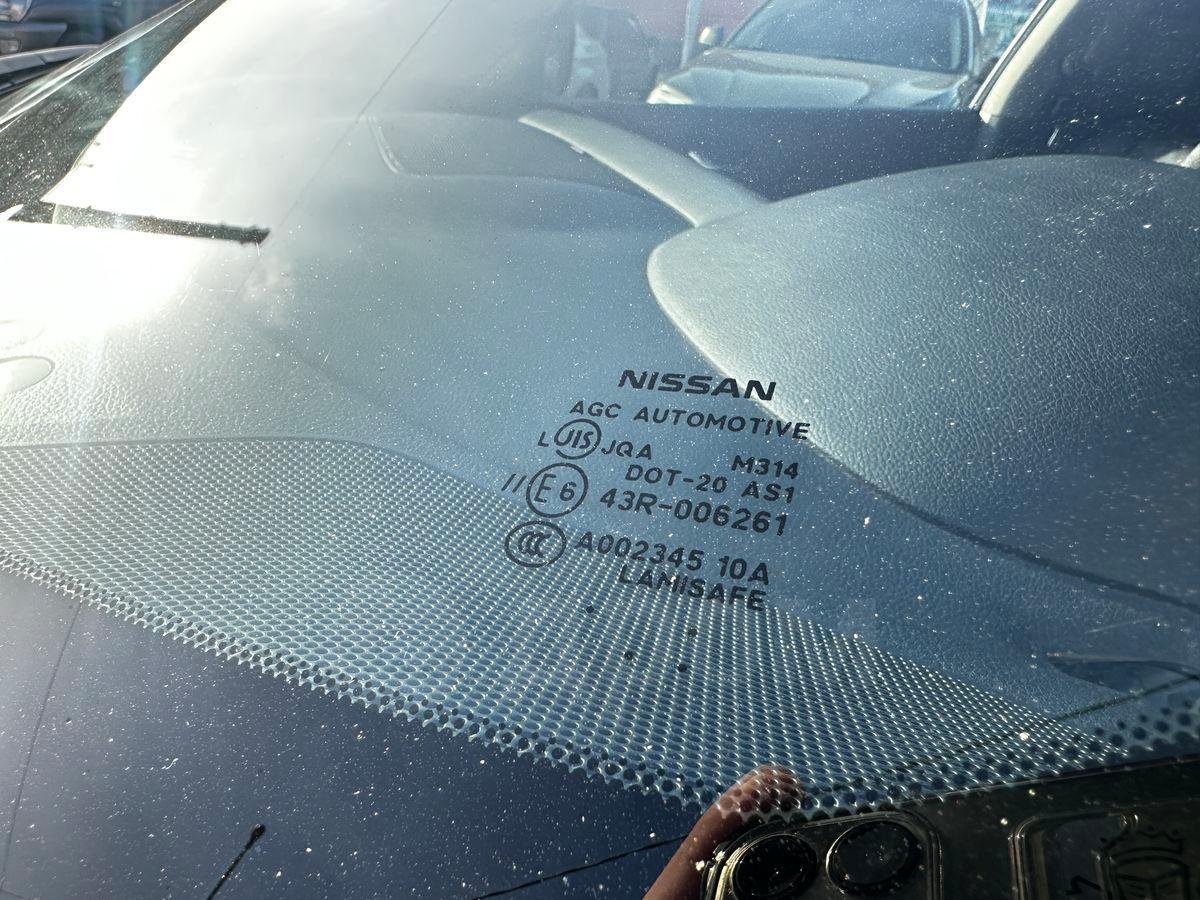 NISSAN
AGC AUTOMOTIVE
L JIS JQA M314
DOT-20 AS1
// E6 43R-006261
CCC A002345 10A
LAMISAFE